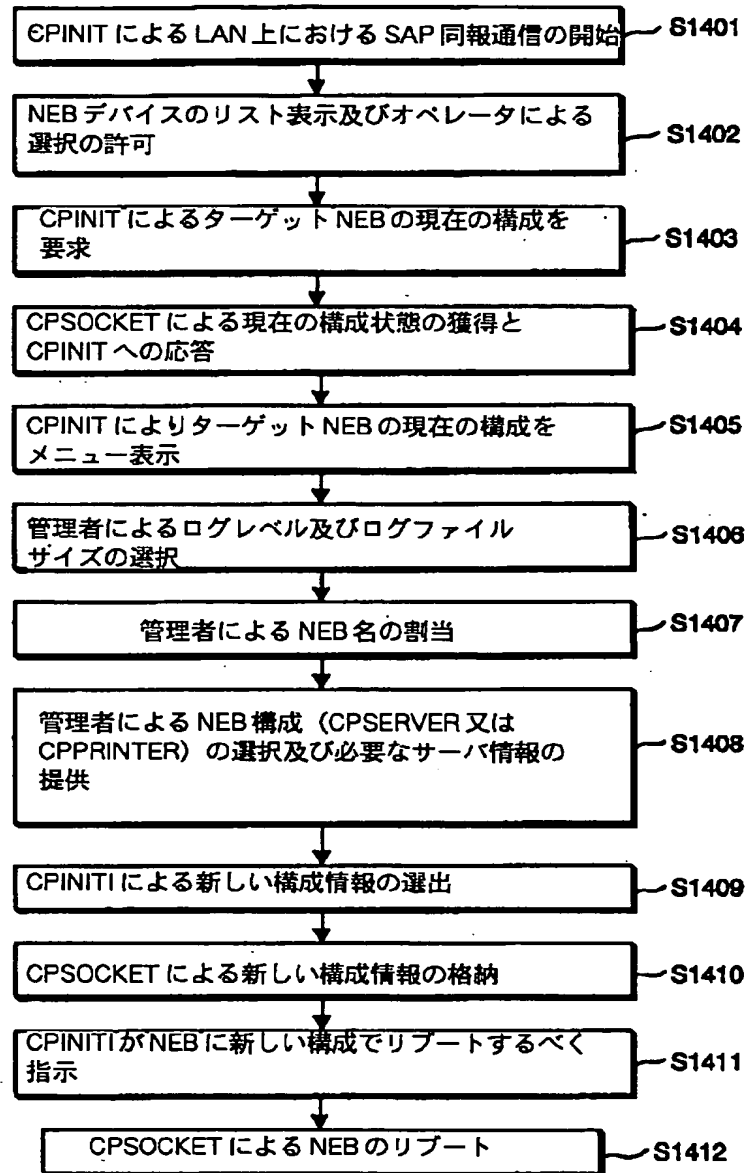 CPINIT による LAN 上における SAP 同報通信の開始
S1401
NEB デバイスのリスト表示及びオペレータによる
選択の許可
S1402
CPINIT によるターゲット NEB の現在の構成を
要求
S1403
CPSOCKET による現在の構成状態の獲得と
CPINIT への応答
S1404
CPINIT によりターゲット NEB の現在の構成を
メニュー表示
S1405
管理者によるログレベル及びログファイル
サイズの選択
S1406
管理者による NEB 名の割当
S1407
管理者による NEB 構成（CPSERVER 又は
CPPRINTER）の選択及び必要なサーバ情報の
提供
S1408
CPINITI による新しい構成情報の選出
S1409
CPSOCKET による新しい構成情報の格納
S1410
CPINITI が NEB に新しい構成でリブートするべく
指示
S1411
CPSOCKET による NEB のリブート
S1412